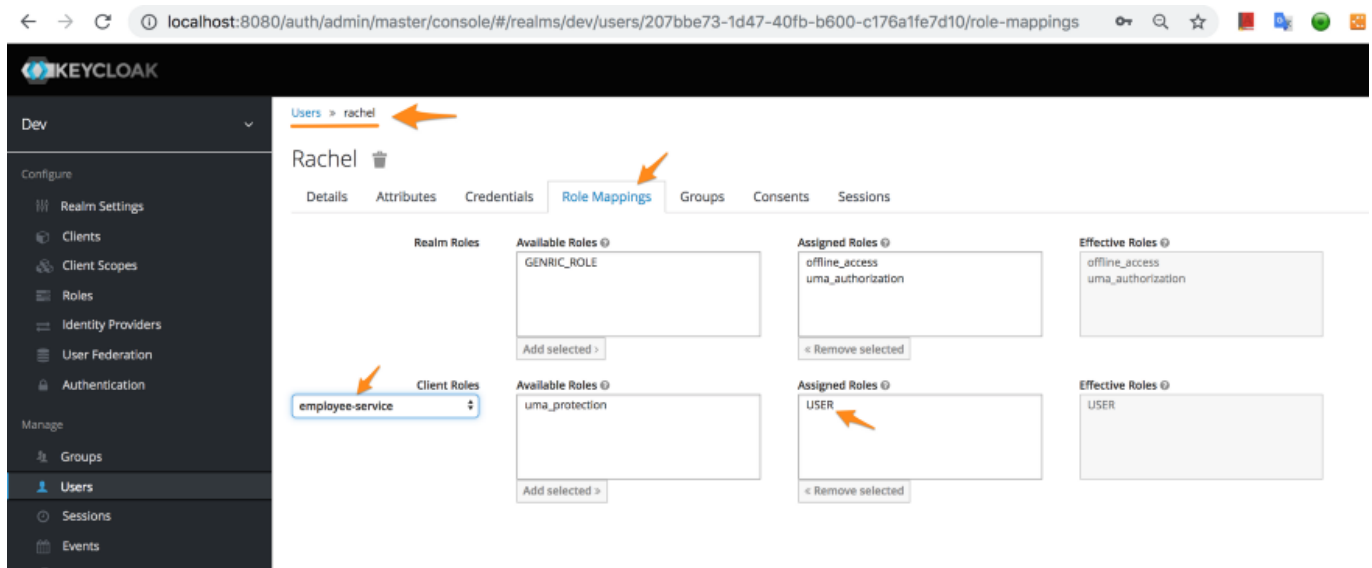 localhost:8080/auth/admin/master/console/#/realms/dev/users/207bbe73-1d47-40fb-b600-c176a1fe7d10/role-mappings
KEYCLOAK
Dev
Configure
Realm Settings
Clients
Client Scopes
Roles
Identity Providers
User Federation
Authentication
Manage
Groups
Users
Sessions
Events
Users » rachel
Rachel
Details Attributes Credentials Role Mappings Groups Consents Sessions
Realm Roles Available Roles Assigned Roles Effective Roles
GENRIC_ROLE offline_access offline_access
uma_authorization uma_authorization
Add selected › « Remove selected
Client Roles Available Roles Assigned Roles Effective Roles
employee-service uma_protection USER USER
Add selected » « Remove selected